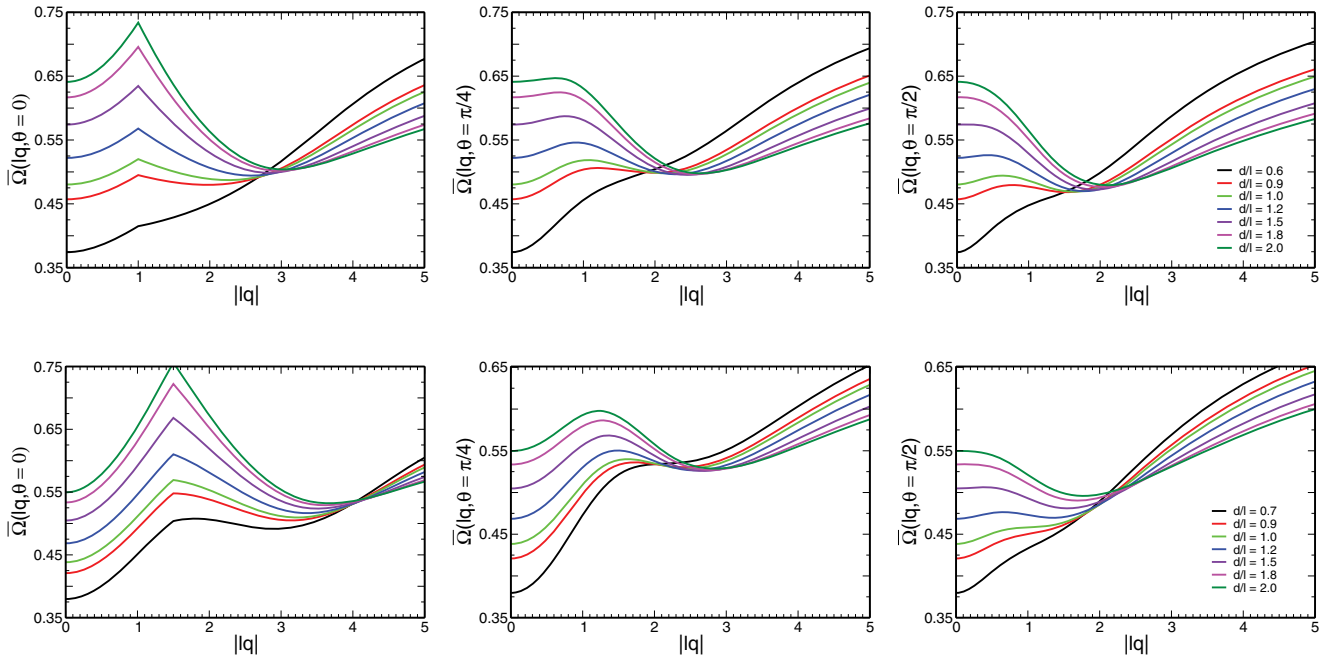 0.75
0.65
0.55
0.45
0.35
Ω̅(lq,θ = 0)
0 1 2 3 4 5
|lq|
0.75
0.65
0.55
0.45
0.35
Ω̅(lq,θ = π/4)
0 1 2 3 4 5
|lq|
0.75
0.65
0.55
0.45
0.35
Ω̅(lq,θ = π/2)
d/l = 0.6
d/l = 0.9
d/l = 1.0
d/l = 1.2
d/l = 1.5
d/l = 1.8
d/l = 2.0
0 1 2 3 4 5
|lq|
0.75
0.65
0.55
0.45
0.35
Ω̅(lq,θ = 0)
0 1 2 3 4 5
|lq|
0.65
0.55
0.45
0.35
Ω̅(lq,θ = π/4)
0 1 2 3 4 5
|lq|
0.65
0.55
0.45
0.35
Ω̅(lq,θ = π/2)
d/l = 0.7
d/l = 0.9
d/l = 1.0
d/l = 1.2
d/l = 1.5
d/l = 1.8
d/l = 2.0
0 1 2 3 4 5
|lq|